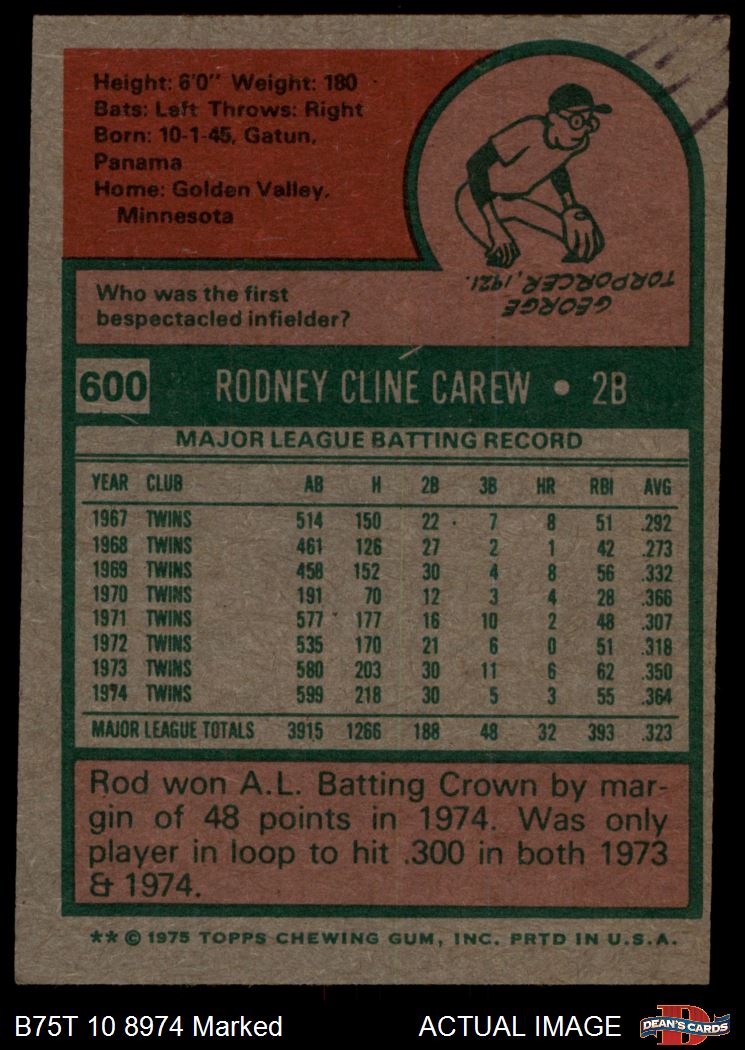 Height: 6'0" Weight: 180
Bats: Left Throws: Right
Born: 10-1-45, Gatun,
Panama
Home: Golden Valley,
Minnesota
GEORGE
TORPORCER, 1921.
Who was the first
bespectacled infielder?
600 RODNEY CLINE CAREW • 2B
MAJOR LEAGUE BATTING RECORD
YEAR CLUB AB H 2B 3B HR RBI AVG
1967 TWINS 514 150 22 7 8 51 .292
1968 TWINS 461 126 27 2 1 42 .273
1969 TWINS 458 152 30 4 8 56 .332
1970 TWINS 191 70 12 3 4 28 .366
1971 TWINS 577 177 16 10 2 48 .307
1972 TWINS 535 170 21 6 0 51 .318
1973 TWINS 580 203 30 11 6 62 .350
1974 TWINS 599 218 30 5 3 55 .364
MAJOR LEAGUE TOTALS 3915 1266 188 48 32 393 .323
Rod won A.L. Batting Crown by mar-
gin of 48 points in 1974. Was only
player in loop to hit .300 in both 1973
& 1974.
** © 1975 TOPPS CHEWING GUM, INC. PRTD IN U.S.A.
B75T 10 8974 Marked ACTUAL IMAGE D DEAN'S CARDS